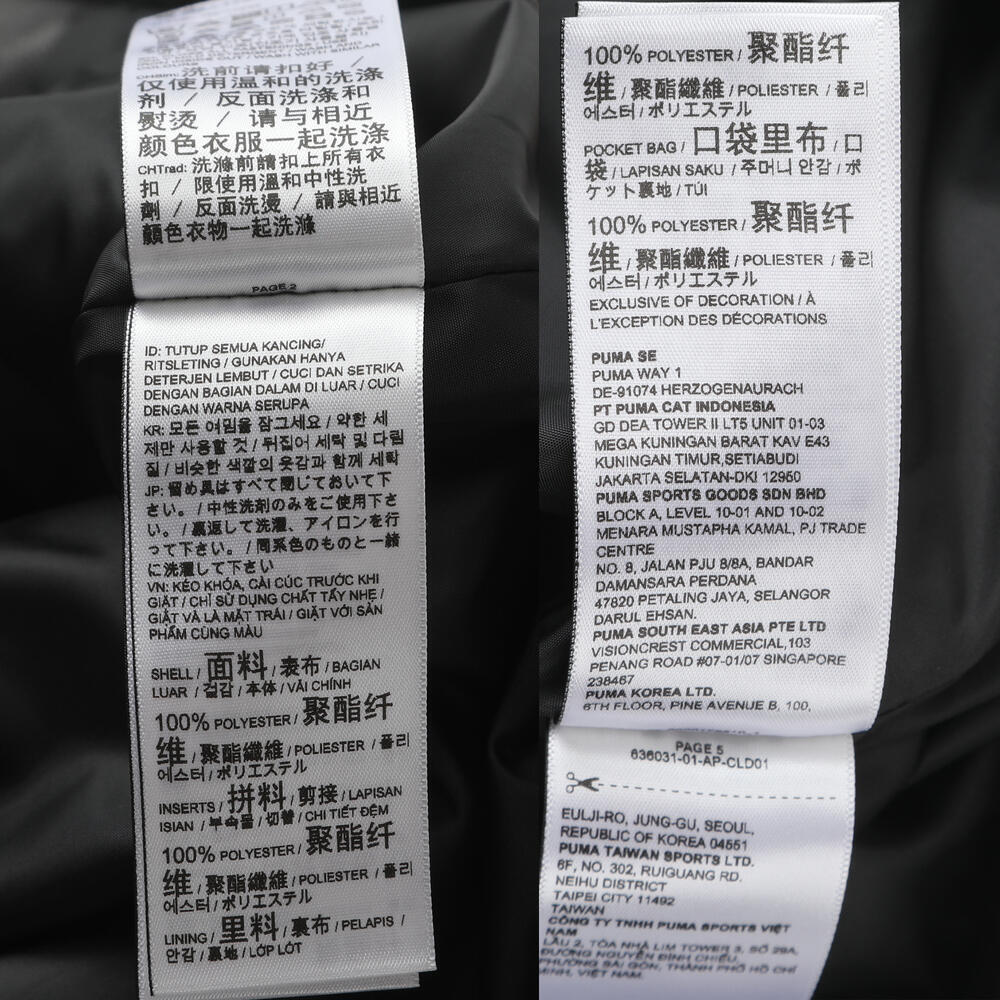 洗前请扣好 /
仅使用温和的洗涤
剂 / 反面洗涤和
熨烫 / 请与相近
颜色衣服一起洗涤
CHTrad: 洗滌前請扣上所有衣
扣 / 限使用溫和中性洗
劑 / 反面洗燙 / 請與相近
顏色衣物一起洗滌
PAGE 2
ID: TUTUP SEMUA KANCING/
RITSLETING / GUNAKAN HANYA
DETERJEN LEMBUT / CUCI DAN SETRIKA
DENGAN BAGIAN DALAM DI LUAR / CUCI
DENGAN WARNA SERUPA
KR: 모든 여밈을 잠그세요 / 약한 세
제만 사용할 것 / 뒤집어 세탁 및 다림
질 / 비슷한 색깔의 옷감과 함께 세탁
JP: 留め具はすべて閉じておいて下
さい。 / 中性洗剤のみをご使用下さ
い。 / 裏返して洗濯、アイロンを行
って下さい。 / 同系色のものと一緒
に洗濯して下さい
VN: KÉO KHÓA, CÀI CÚC TRƯỚC KHI
GIẶT / CHỈ SỬ DỤNG CHẤT TẨY NHẸ /
GIẶT VÀ LÀ MẶT TRÁI / GIẶT VỚI SẢN
PHẨM CÙNG MÀU
SHELL / 面料 / 表布 / BAGIAN
LUAR / 겉감 / 本体 / VẢI CHÍNH
100% POLYESTER / 聚酯纤
维 / 聚酯纖維 / POLIESTER / 폴리
에스터 / ポリエステル
INSERTS / 拼料 / 剪接 / LAPISAN
ISIAN / 부속물 / 切替 / CHI TIẾT ĐỆM
100% POLYESTER / 聚酯纤
维 / 聚酯纖維 / POLIESTER / 폴리
에스터 / ポリエステル
LINING / 里料 / 裏布 / PELAPIS /
안감 / 裏地 / LỚP LÓT
100% POLYESTER / 聚酯纤
维 / 聚酯纖維 / POLIESTER / 폴리
에스터 / ポリエステル
POCKET BAG / 口袋里布 / 口
袋 / LAPISAN SAKU / 주머니 안감 / ポ
ケット裏地 / TÚI
100% POLYESTER / 聚酯纤
维 / 聚酯纖維 / POLIESTER / 폴리
에스터 / ポリエステル
EXCLUSIVE OF DECORATION / À
L'EXCEPTION DES DÉCORATIONS
PUMA SE
PUMA WAY 1
DE-91074 HERZOGENAURACH
PT PUMA CAT INDONESIA
GD DEA TOWER II LT5 UNIT 01-03
MEGA KUNINGAN BARAT KAV E43
KUNINGAN TIMUR,SETIABUDI
JAKARTA SELATAN-DKI 12950
PUMA SPORTS GOODS SDN BHD
BLOCK A, LEVEL 10-01 AND 10-02
MENARA MUSTAPHA KAMAL, PJ TRADE
CENTRE
NO. 8, JALAN PJU 8/8A, BANDAR
DAMANSARA PERDANA
47820 PETALING JAYA, SELANGOR
DARUL EHSAN.
PUMA SOUTH EAST ASIA PTE LTD
VISIONCREST COMMERCIAL,103
PENANG ROAD #07-01/07 SINGAPORE
238467
PUMA KOREA LTD.
6TH FLOOR, PINE AVENUE B, 100,
PAGE 5
636031-01-AP-CLD01
EULJI-RO, JUNG-GU, SEOUL,
REPUBLIC OF KOREA 04551
PUMA TAIWAN SPORTS LTD.
6F, NO. 302, RUIGUANG RD.
NEIHU DISTRICT
TAIPEI CITY 11492
TAIWAN
CÔNG TY TNHH PUMA SPORTS VIỆT
NAM
LẦU 2, TÒA NHÀ LIM TOWER 3, SỐ 29A,
ĐƯỜNG NGUYỄN ĐÌNH CHIỂU,
PHƯỜNG SÀI GÒN, THÀNH PHỐ HỒ CHÍ
MINH, VIỆT NAM.